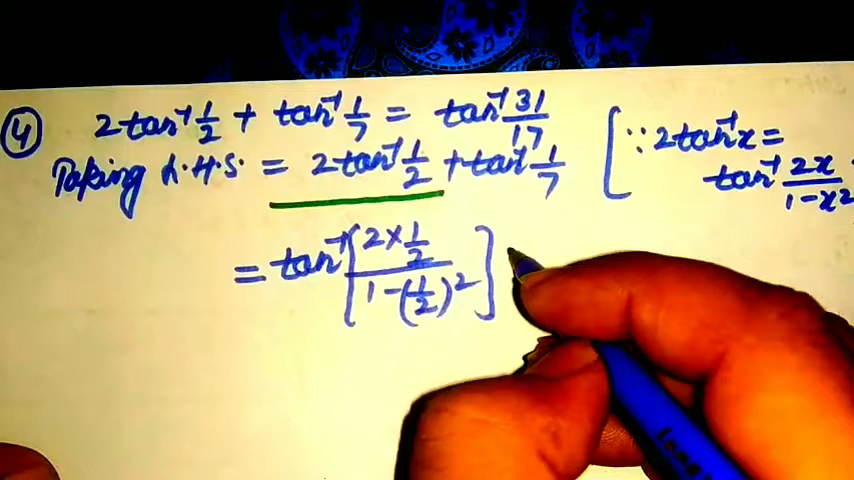 ④ 2tan⁻¹ 1/2 + tan⁻¹ 1/7 = tan⁻¹ 31/17
Taking L.H.S. = 2tan⁻¹ 1/2 + tan⁻¹ 1/7 [∵ 2tan⁻¹x =
tan⁻¹ 2x/1-x²
= tan⁻¹ [2×1/2 / 1-(1/2)²]